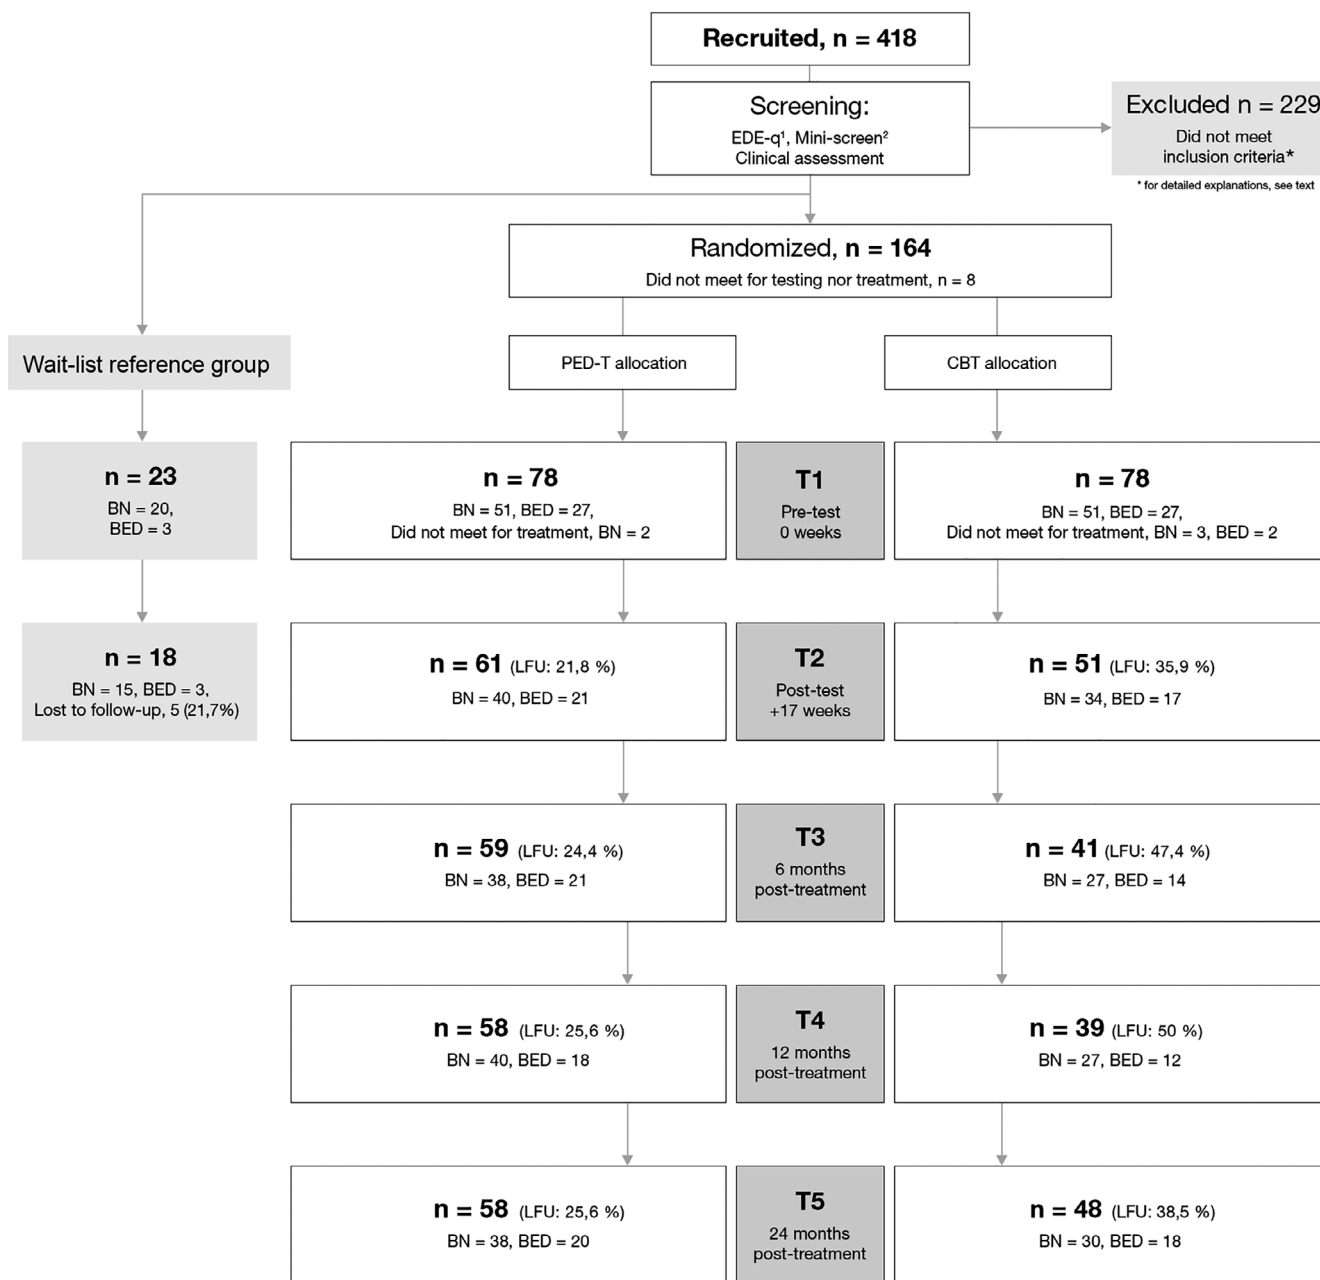 Recruited, n = 418
Screening:
EDE-q¹, Mini-screen²
Clinical assessment
Excluded n = 229
Did not meet
inclusion criteria*
* for detailed explanations, see text
Randomized, n = 164
Did not meet for testing nor treatment, n = 8
Wait-list reference group
PED-T allocation
CBT allocation
n = 23
BN = 20,
BED = 3
n = 78
BN = 51, BED = 27,
Did not meet for treatment, BN = 2
T1
Pre-test
0 weeks
n = 78
BN = 51, BED = 27,
Did not meet for treatment, BN = 3, BED = 2
n = 18
BN = 15, BED = 3,
Lost to follow-up, 5 (21,7%)
n = 61 (LFU: 21,8 %)
BN = 40, BED = 21
T2
Post-test
+17 weeks
n = 51 (LFU: 35,9 %)
BN = 34, BED = 17
n = 59 (LFU: 24,4 %)
BN = 38, BED = 21
T3
6 months
post-treatment
n = 41 (LFU: 47,4 %)
BN = 27, BED = 14
n = 58 (LFU: 25,6 %)
BN = 40, BED = 18
T4
12 months
post-treatment
n = 39 (LFU: 50 %)
BN = 27, BED = 12
n = 58 (LFU: 25,6 %)
BN = 38, BED = 20
T5
24 months
post-treatment
n = 48 (LFU: 38,5 %)
BN = 30, BED = 18